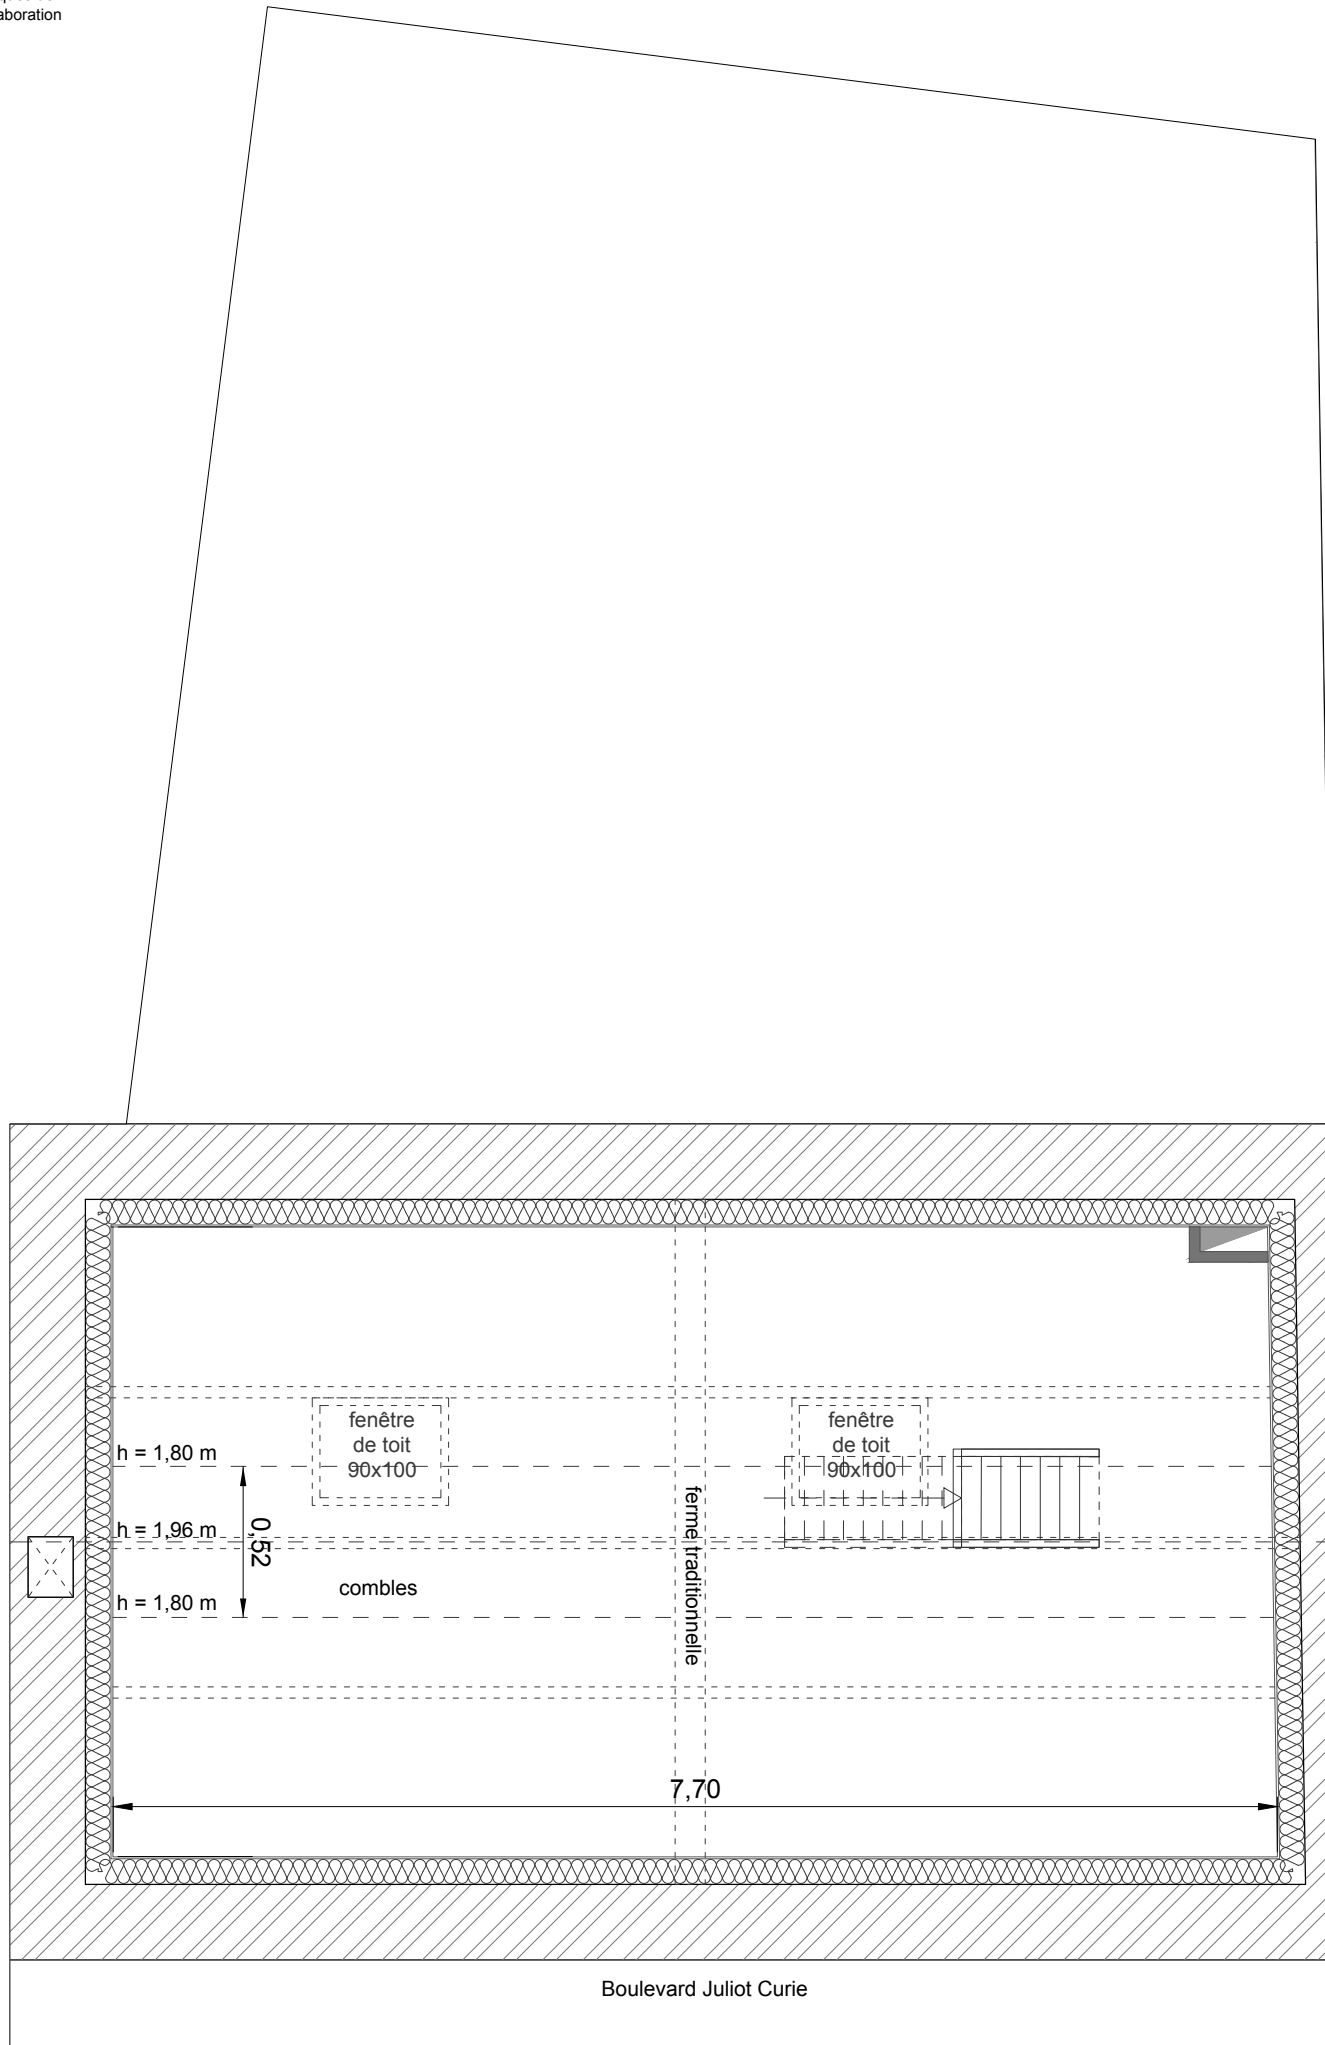 aboration
fenêtre
de toit
90x100
fenêtre
de toit
90x100
h = 1,80 m
h = 1,96 m
0,52
combles
h = 1,80 m
ferme traditionnelle
7,70
Boulevard Juliot Curie